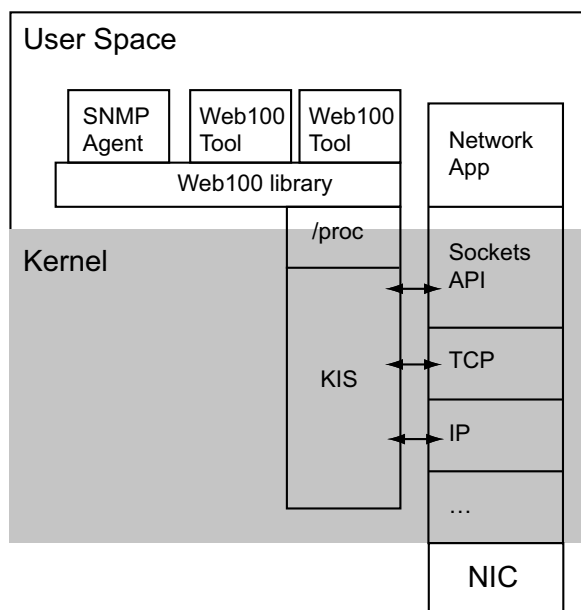 User Space
SNMP
Agent
Web100
Tool
Web100
Tool
Network
App
Web100 library
/proc
Kernel
Sockets
API
KIS
TCP
IP
...
NIC